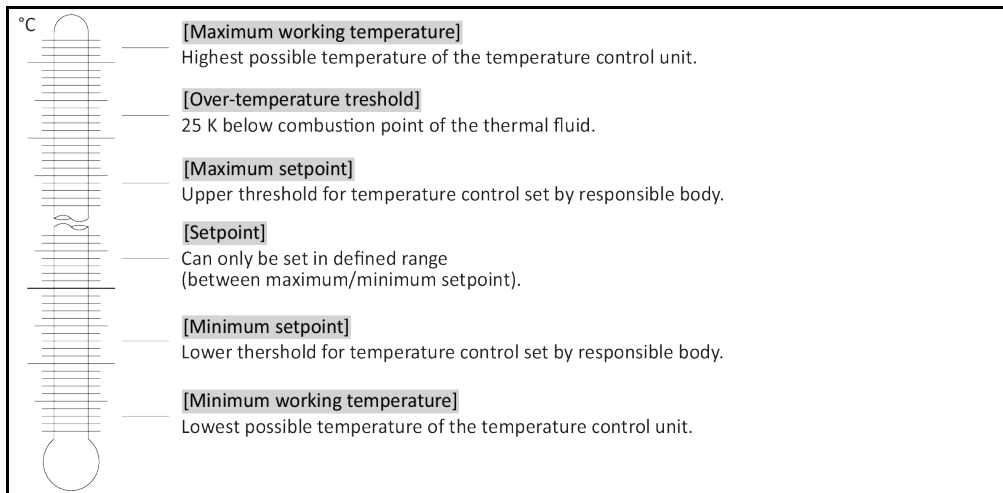 °C
[Maximum working temperature]
Highest possible temperature of the temperature control unit.
[Over-temperature treshold]
25 K below combustion point of the thermal fluid.
[Maximum setpoint]
Upper threshold for temperature control set by responsible body.
[Setpoint]
Can only be set in defined range
(between maximum/minimum setpoint).
[Minimum setpoint]
Lower thershold for temperature control set by responsible body.
[Minimum working temperature]
Lowest possible temperature of the temperature control unit.